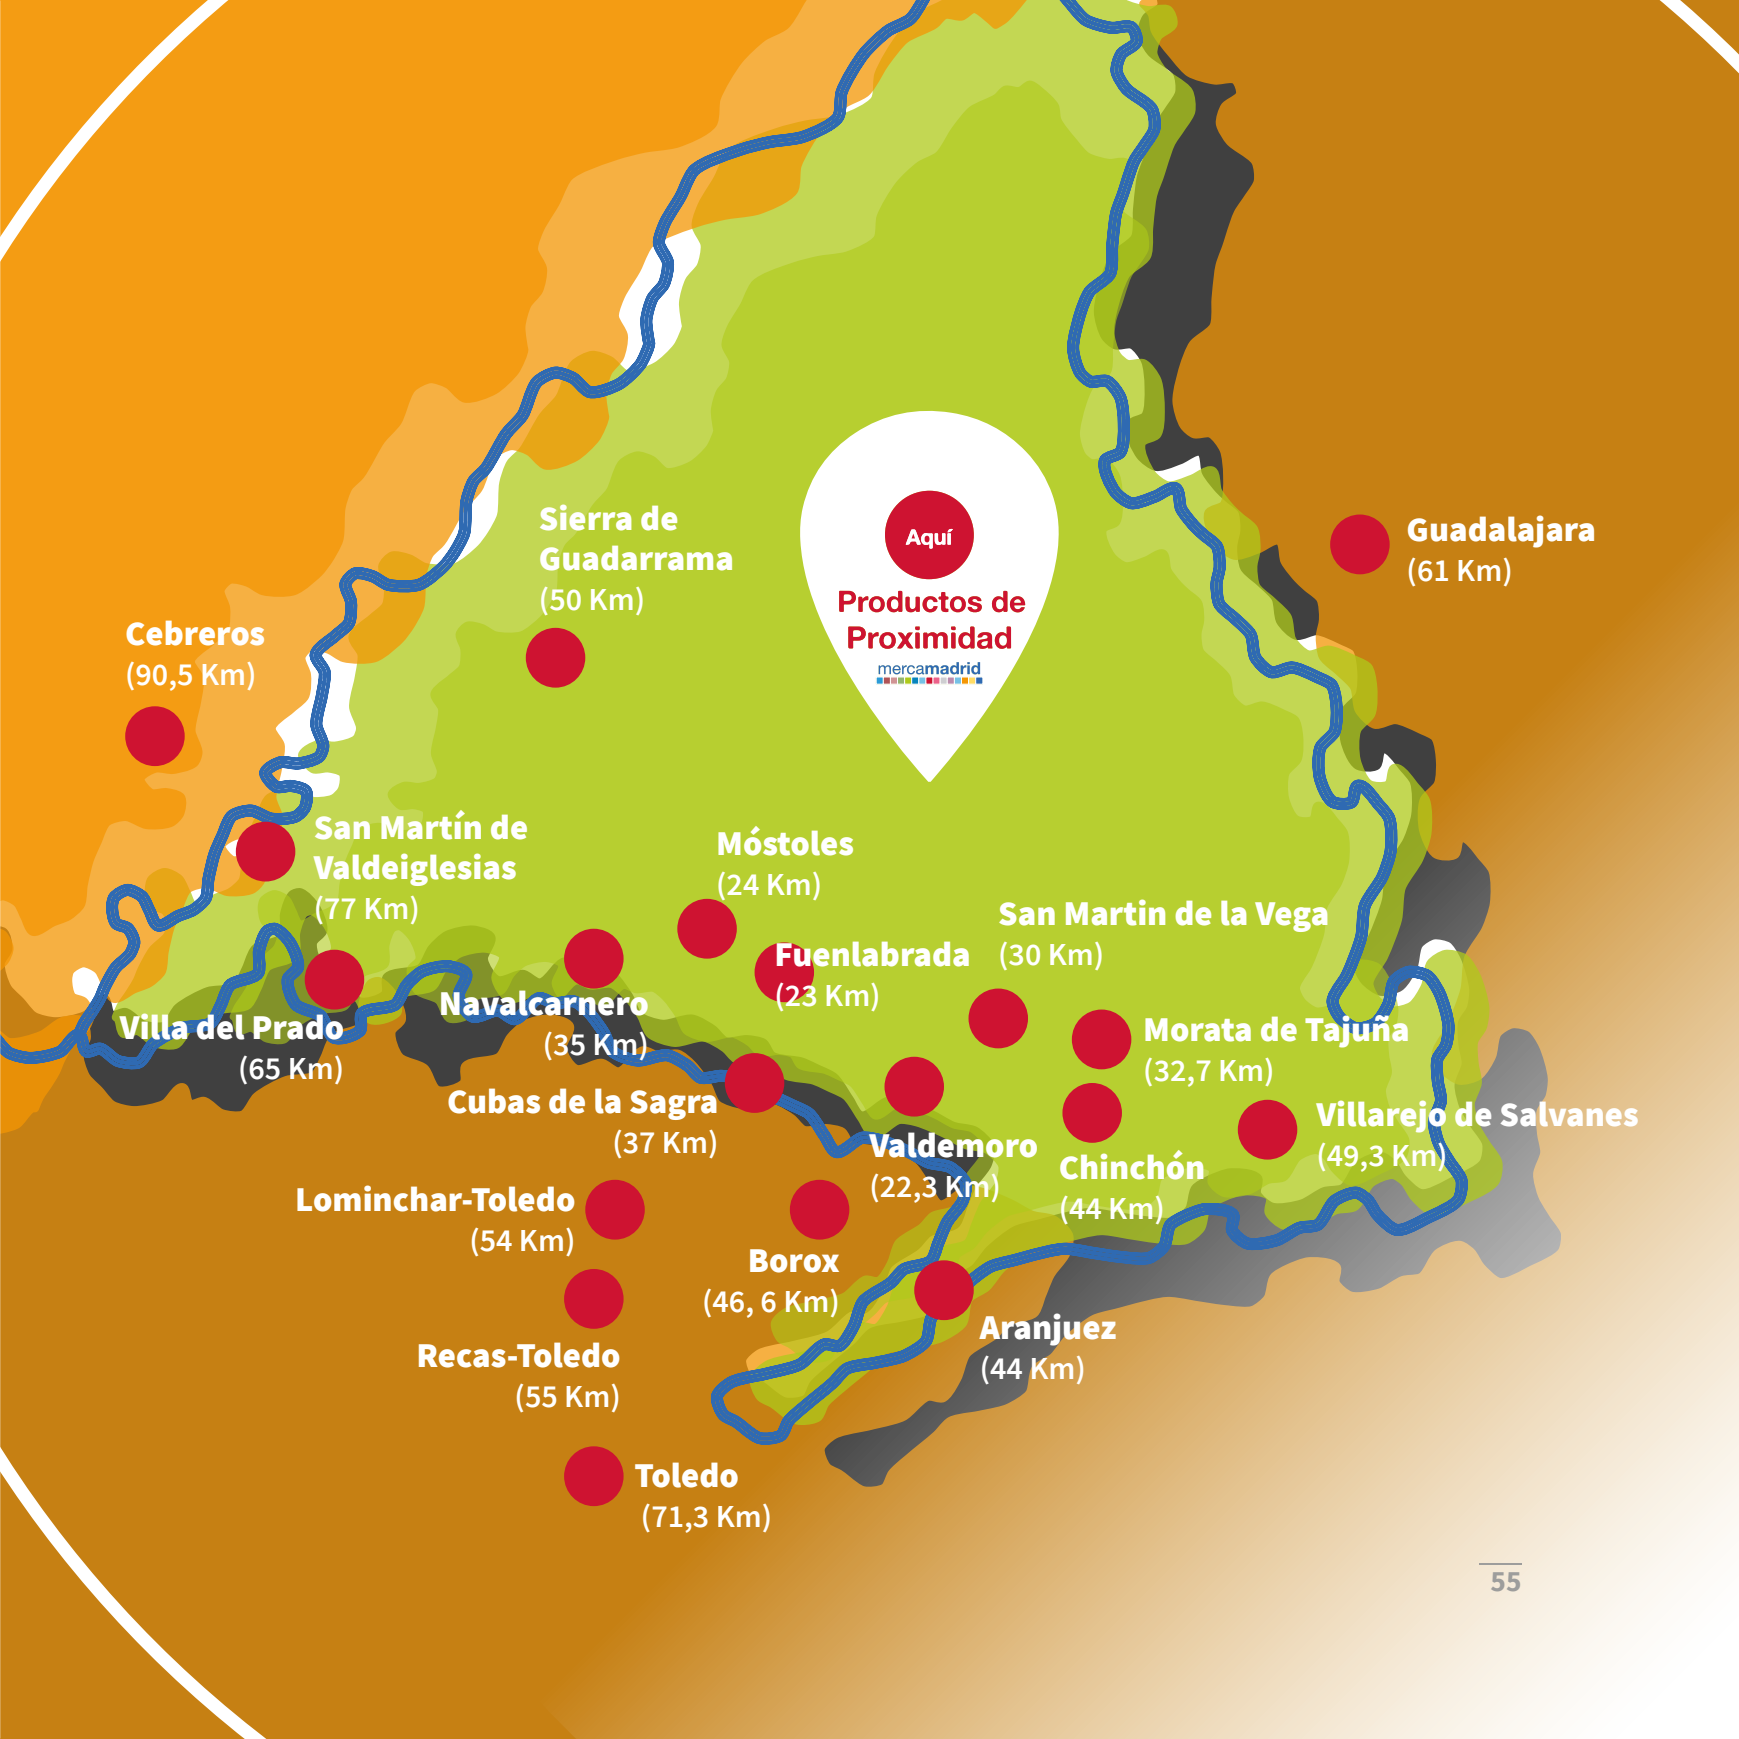 Sierra de
Guadarrama
(50 Km)
Aquí
Productos de
Proximidad
mercamadrid
Guadalajara
(61 Km)
Cebreros
(90,5 Km)
San Martín de
Valdeiglesias
(77 Km)
Móstoles
(24 Km)
Fuenlabrada
(23 Km)
San Martin de la Vega
(30 Km)
Navalcarnero
(35 Km)
Villa del Prado
(65 Km)
Morata de Tajuña
(32,7 Km)
Cubas de la Sagra
(37 Km)
Valdemoro
(22,3 Km)
Chinchón
(44 Km)
Villarejo de Salvanes
(49,3 Km)
Lominchar-Toledo
(54 Km)
Borox
(46, 6 Km)
Aranjuez
(44 Km)
Recas-Toledo
(55 Km)
Toledo
(71,3 Km)
55